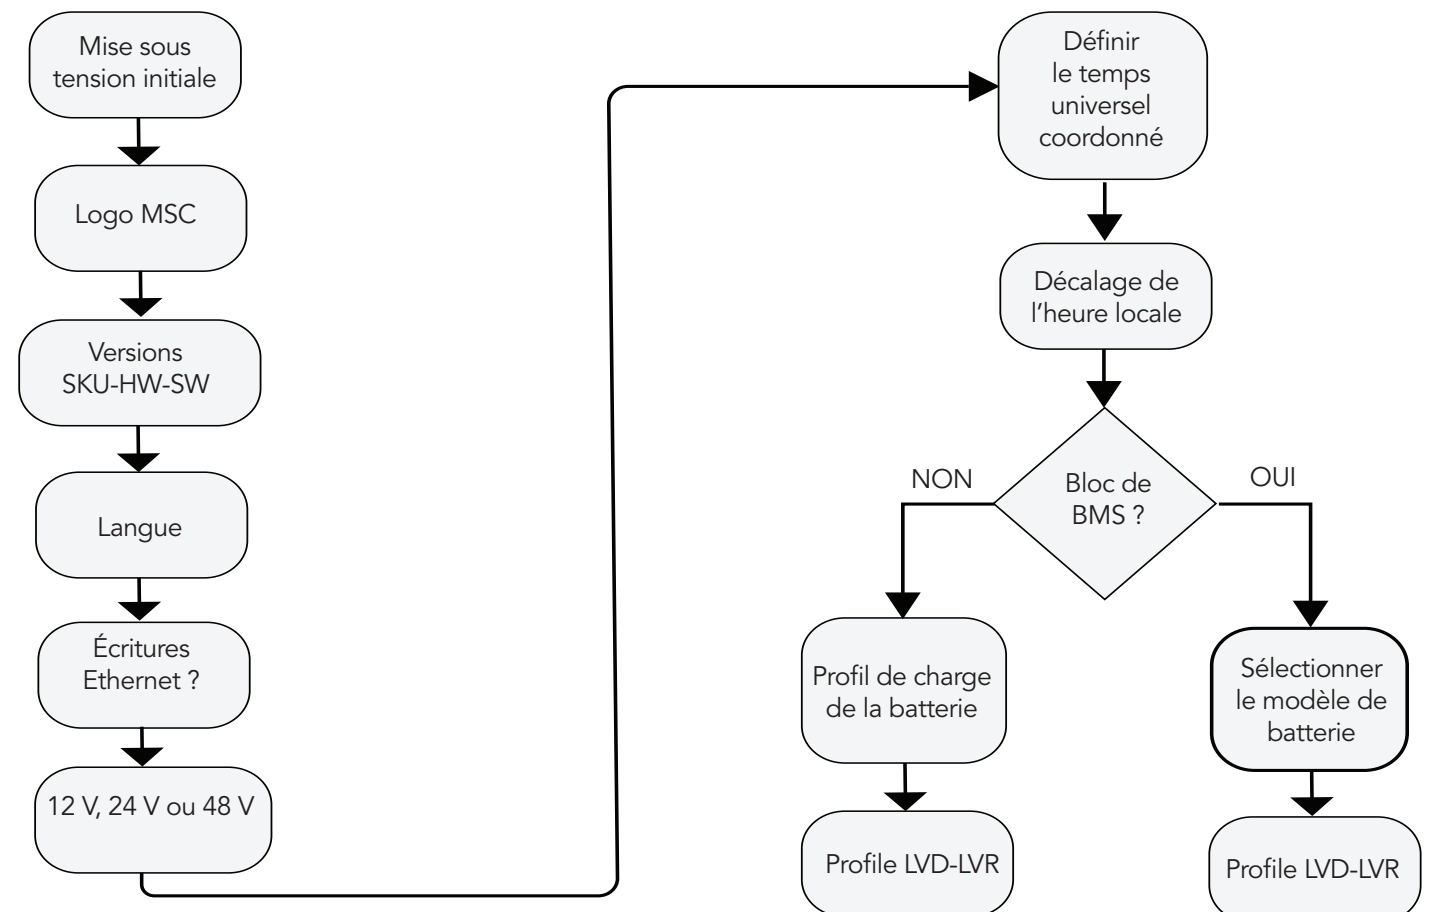 Mise sous
tension initiale
Logo MSC
Versions
SKU-HW-SW
Langue
Écritures
Ethernet ?
12 V, 24 V ou 48 V
Définir
le temps
universel
coordonné
Décalage de
l'heure locale
Bloc de
BMS ?
NON
OUI
Profil de charge
de la batterie
Profile LVD-LVR
Sélectionner
le modèle de
batterie
Profile LVD-LVR